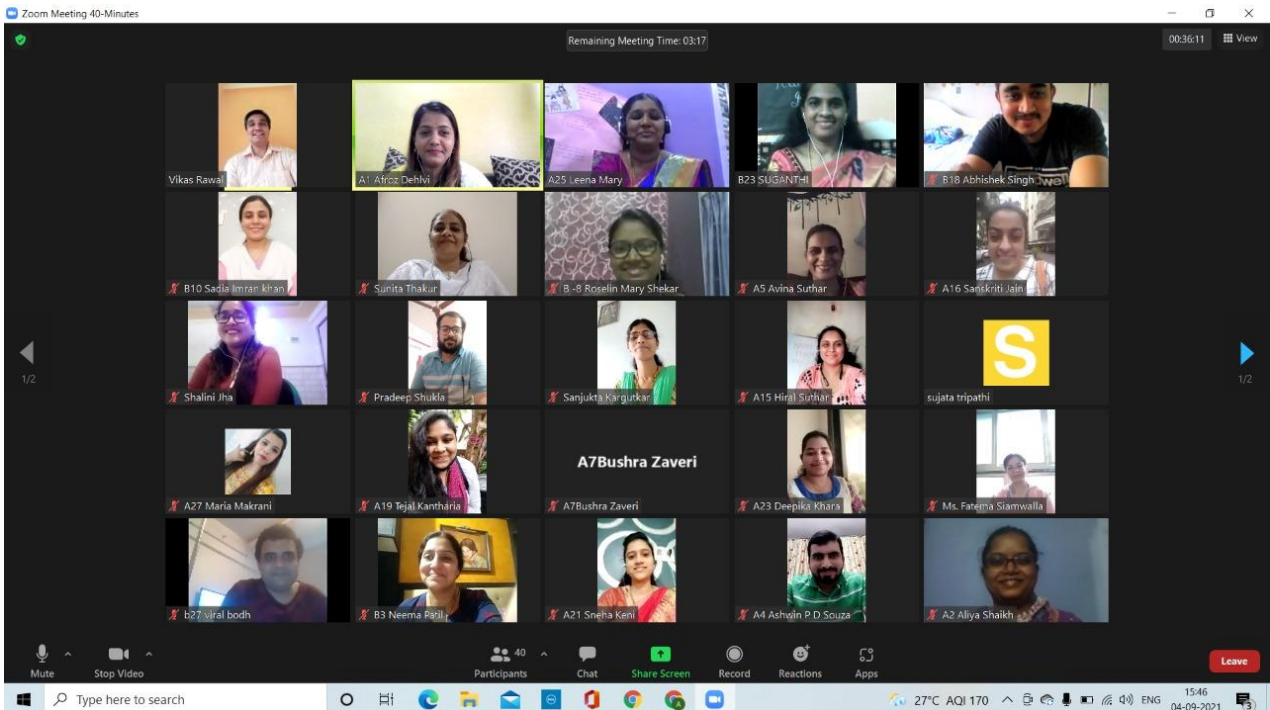 Zoom Meeting 40-Minutes
Remaining Meeting Time: 03:17
00:36:11
View
Vikas Rawal
A1 Afroz Dehlvi
A25 Leena Mary
B23 SUGANTHI
B18 Abhishek Singh
B10 Sadia Imran khan
Sunita Thakur
B -8 Roselin Mary Shekar
A5 Avina Suthar
A16 Sanskriti Jain
Shalini Jha
Pradeep Shukla
Sanjukta Kargutkar
A15 Hiral Suthar
S
sujata tripathi
A27 Maria Makrani
A19 Tejal Kantharia
A7Bushra Zaveri
A7Bushra Zaveri
A23 Deepika Khara
Ms. Fatema Siamwalla
b27 viral bodh
B3 Neema Patil
A21 Sneha Keni
A4 Ashwin P D Souza
A2 Aliya Shaikh
1/2
1/2
Mute
Stop Video
40
Participants
Chat
Share Screen
Record
Reactions
Apps
Leave
Type here to search
27°C AQI 170
ENG
15:46
04-09-2021
3